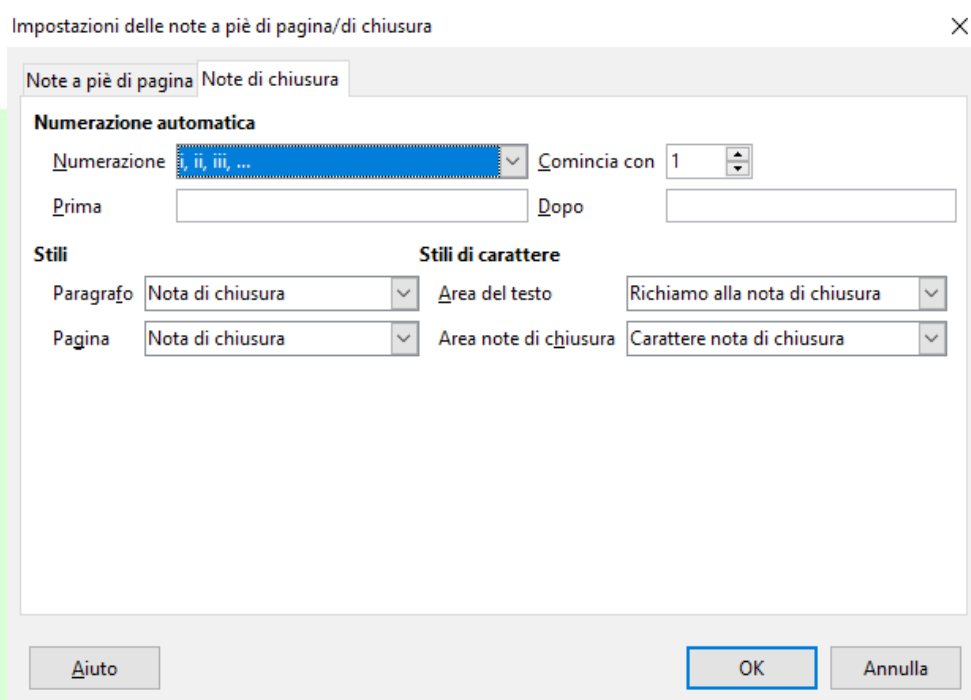 Impostazioni delle note a piè di pagina/di chiusura
Note a piè di pagina Note di chiusura
Numerazione automatica
Numerazione i, ii, iii, ... Comincia con 1
Prima Dopo
Stili Stili di carattere
Paragrafo Nota di chiusura Area del testo Richiamo alla nota di chiusura
Pagina Nota di chiusura Area note di chiusura Carattere nota di chiusura
Aiuto OK Annulla